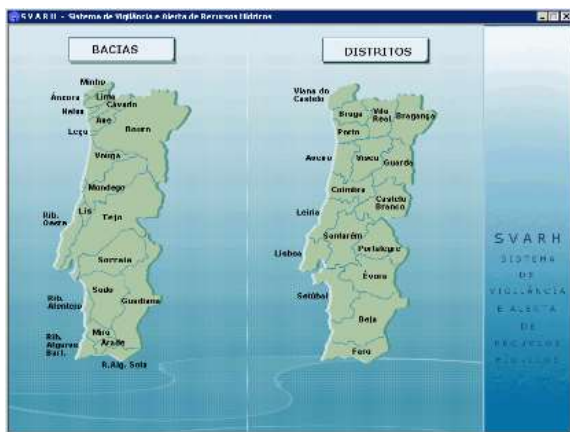 SVARH - Sistema de Vigilância e Alerta de Recursos Hídricos
BACIAS
Minho
Âncora
Lima
Cávado
Neiva
Ave
Leça
Douro
Vouga
Mondego
Lis
Rib.
Oeste
Tejo
Sorraia
Sado
Rib.
Alentejo
Guadiana
Mira
Rib.
Algarve
Barl.
Arade
R.Alg. Sota
DISTRITOS
Viana do
Castelo
Braga
Vila
Real
Bragança
Porto
Aveiro
Viseu
Guarda
Coimbra
Castelo
Branco
Leiria
Santarém
Portalegre
Lisboa
Évora
Setúbal
Beja
Faro
SVARH
SISTEMA
DE
VIGILÂNCIA
E ALERTA
DE
RECURSOS
HÍDRICOS